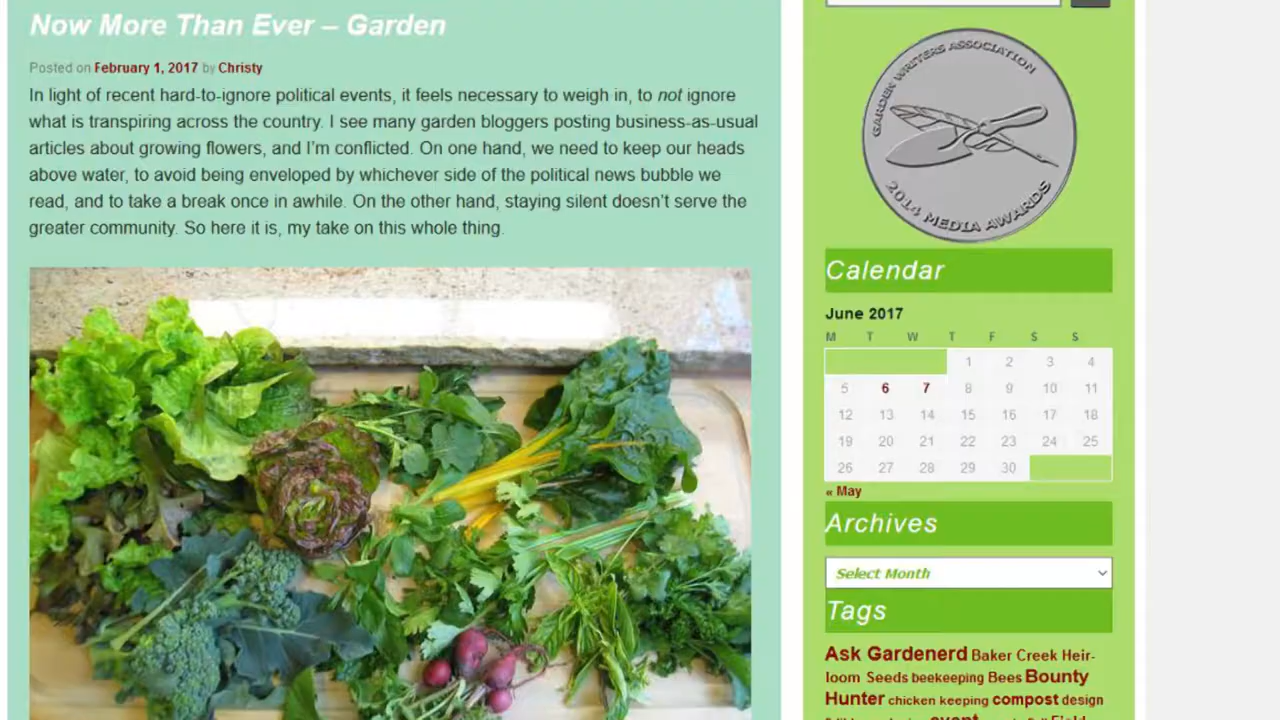 Now More Than Ever – Garden
Posted on February 1, 2017 by Christy
In light of recent hard-to-ignore political events, it feels necessary to weigh in, to not ignore
what is transpiring across the country. I see many garden bloggers posting business-as-usual
articles about growing flowers, and I'm conflicted. On one hand, we need to keep our heads
above water, to avoid being enveloped by whichever side of the political news bubble we
read, and to take a break once in awhile. On the other hand, staying silent doesn't serve the
greater community. So here it is, my take on this whole thing.
GARDEN WRITERS ASSOCIATION
2014 MEDIA AWARDS
Calendar
June 2017
M T W T F S S
1 2 3 4
5 6 7 8 9 10 11
12 13 14 15 16 17 18
19 20 21 22 23 24 25
26 27 28 29 30
« May
Archives
Select Month
Tags
Ask Gardenerd Baker Creek Heir-
loom Seeds beekeeping Bees Bounty
Hunter chicken keeping compost design
event